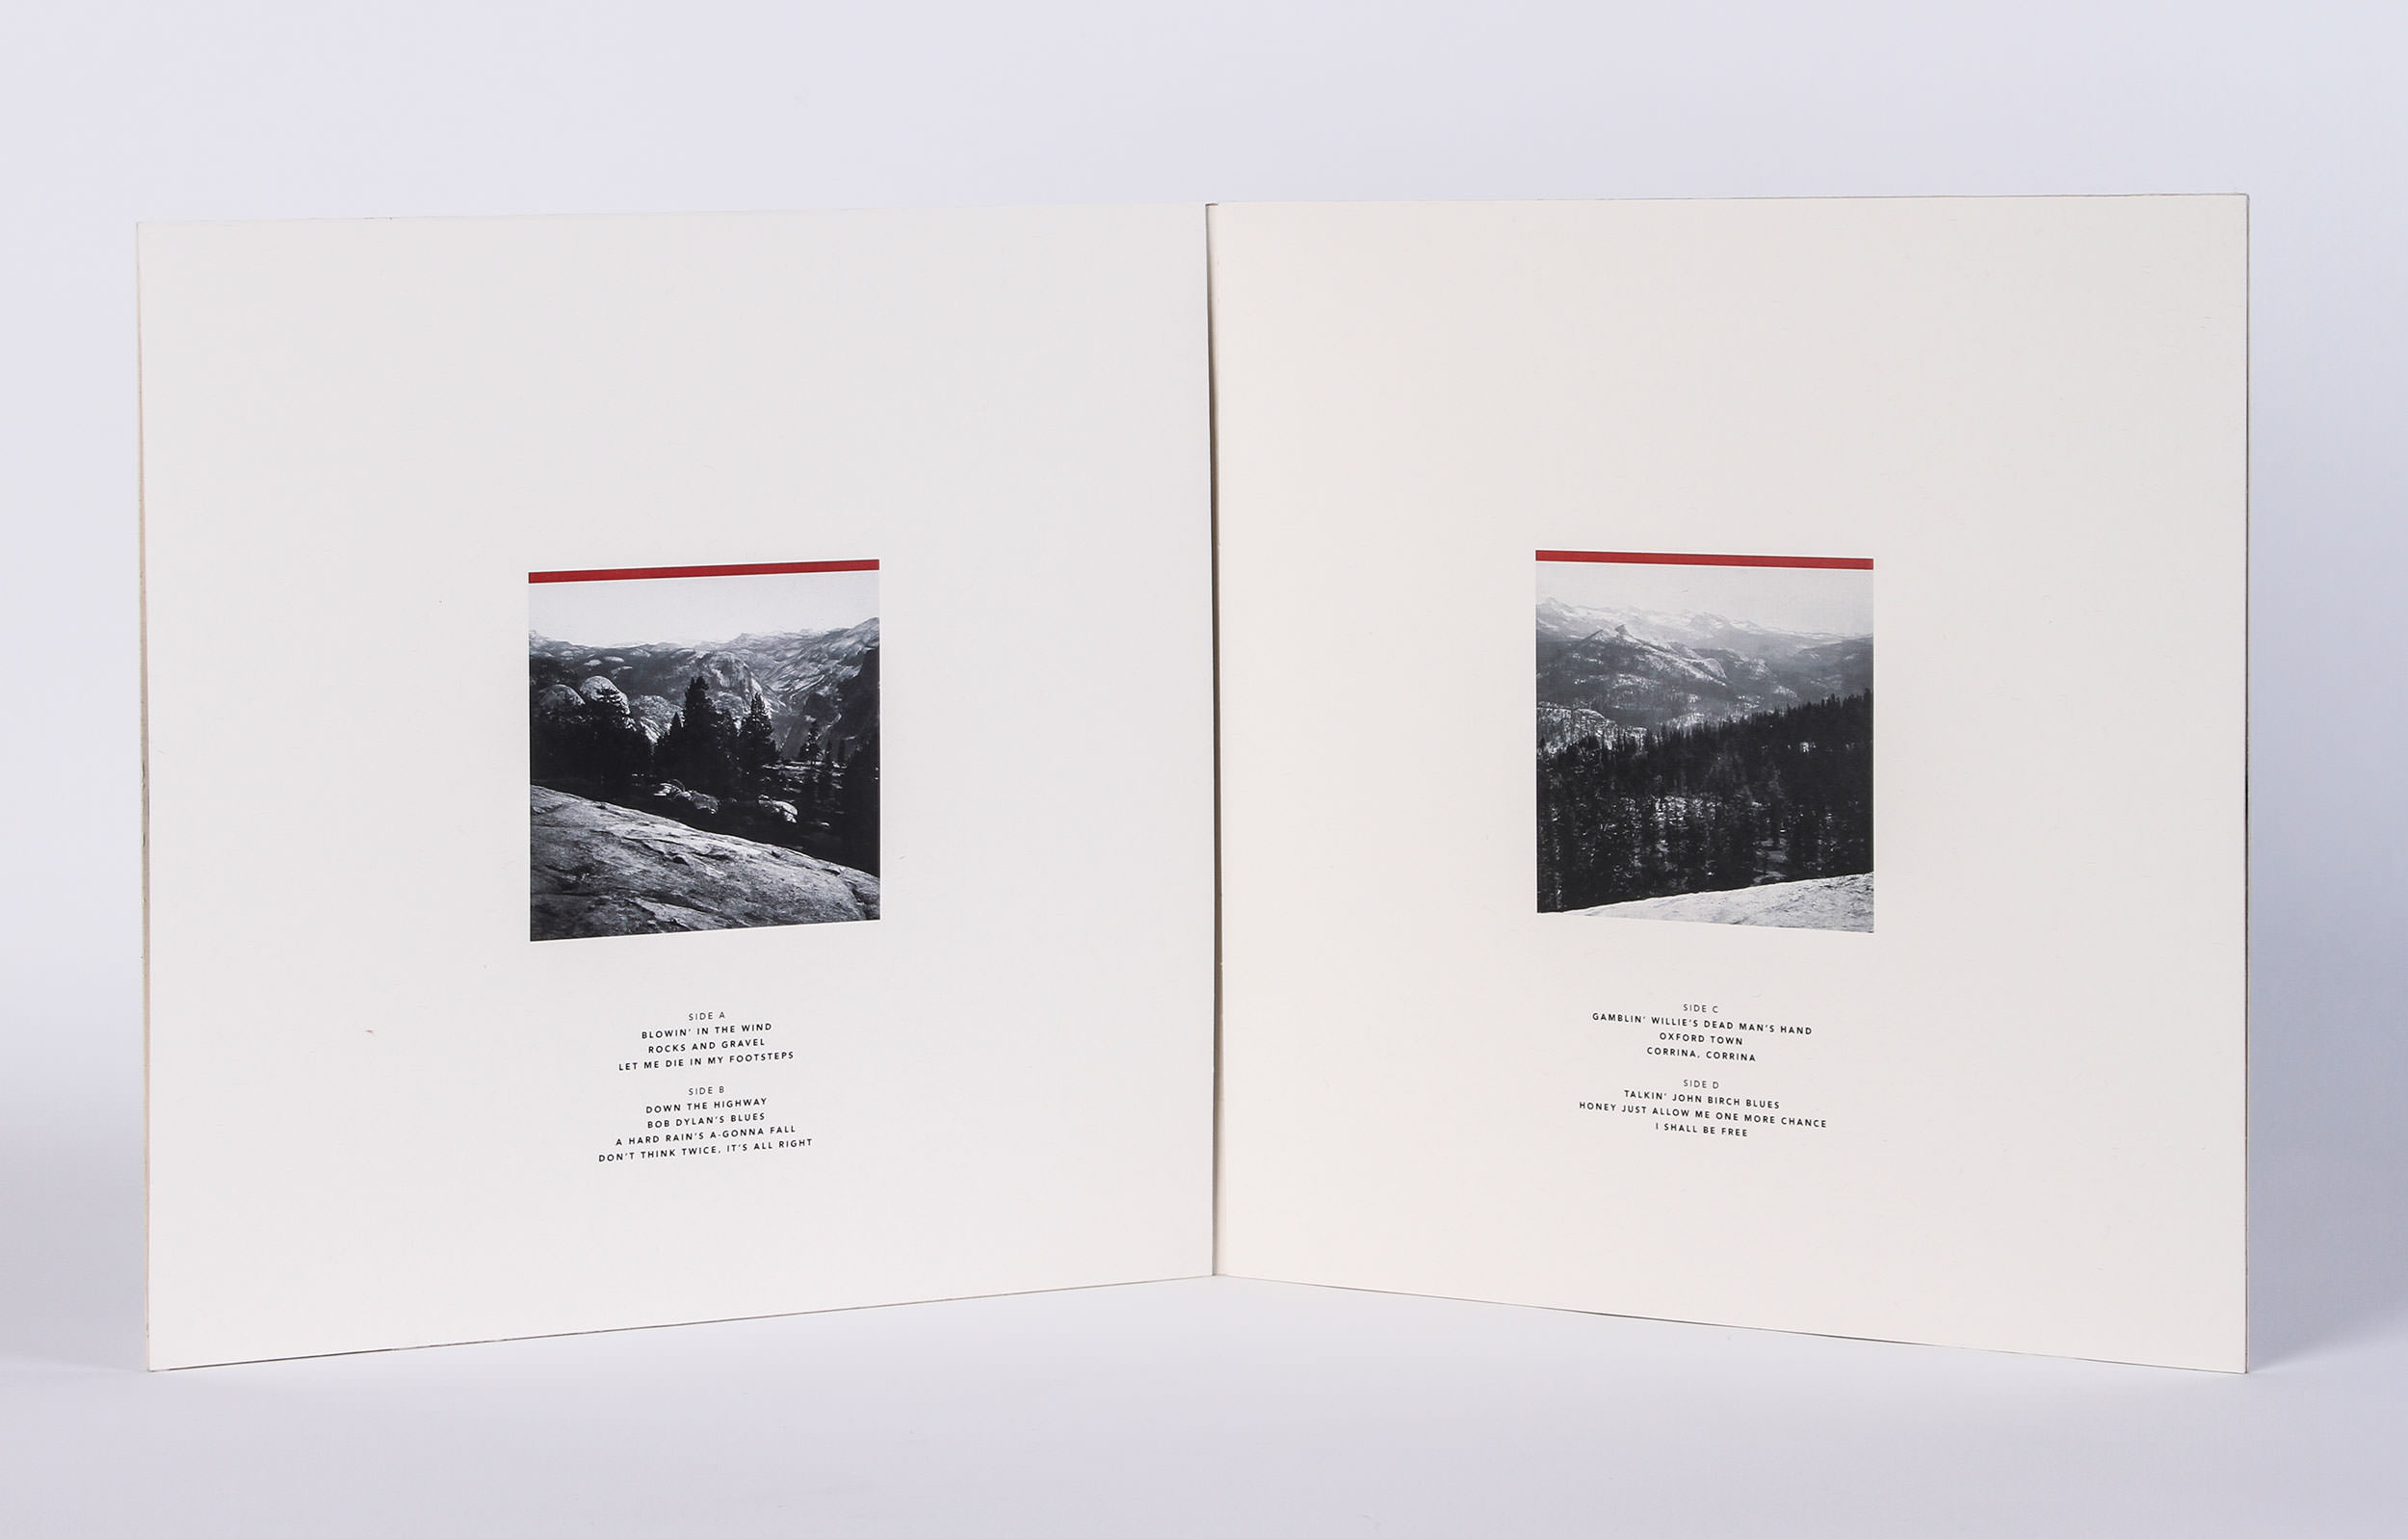 SIDE A
BLOWIN' IN THE WIND
ROCKS AND GRAVEL
LET ME DIE IN MY FOOTSTEPS
SIDE B
DOWN THE HIGHWAY
BOB DYLAN'S BLUES
A HARD RAIN'S A-GONNA FALL
DON'T THINK TWICE, IT'S ALL RIGHT
SIDE C
GAMBLIN' WILLIE'S DEAD MAN'S HAND
OXFORD TOWN
CORRINA, CORRINA
SIDE D
TALKIN' JOHN BIRCH BLUES
HONEY JUST ALLOW ME ONE MORE CHANCE
I SHALL BE FREE